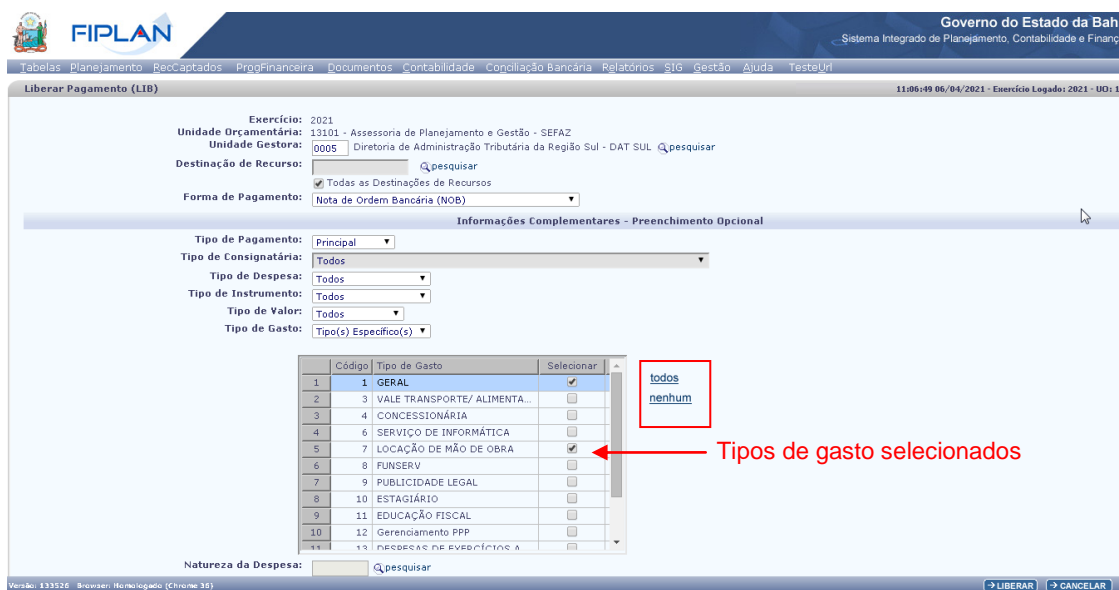 FIPLAN
Governo do Estado da Bah
Sistema Integrado de Planejamento, Contabilidade e Finanç
Tabelas Planejamento RecCaptados ProgFinanceira Documentos Contabilidade Conciliação Bancária Relatórios SIG Gestão Ajuda TesteUrl
Liberar Pagamento (LIB) 11:06:49 06/04/2021 - Exercício Logado: 2021 - UO: 1
Exercício: 2021
Unidade Orçamentária: 13101 - Assessoria de Planejamento e Gestão - SEFAZ
Unidade Gestora: 0005 Diretoria de Administração Tributária da Região Sul - DAT SUL pesquisar
Destinação de Recurso: pesquisar
Todas as Destinações de Recursos
Forma de Pagamento: Nota de Ordem Bancária (NOB)
Informações Complementares - Preenchimento Opcional
Tipo de Pagamento: Principal
Tipo de Consignatária: Todos
Tipo de Despesa: Todos
Tipo de Instrumento: Todos
Tipo de Valor: Todos
Tipo de Gasto: Tipo(s) Específico(s)
Código Tipo de Gasto Selecionar
1 1 GERAL
2 3 VALE TRANSPORTE/ ALIMENTA...
3 4 CONCESSIONÁRIA
4 6 SERVIÇO DE INFORMÁTICA
5 7 LOCAÇÃO DE MÃO DE OBRA
6 8 FUNSERV
7 9 PUBLICIDADE LEGAL
8 10 ESTAGIÁRIO
9 11 EDUCAÇÃO FISCAL
10 12 Gerenciamento PPP
11 13 DESPESAS DE EXERCÍCIOS A
todos
nenhum
Tipos de gasto selecionados
Natureza da Despesa: pesquisar
Versão: 133526 Browser: Homologado (Chrome 36) LIBERAR CANCELAR